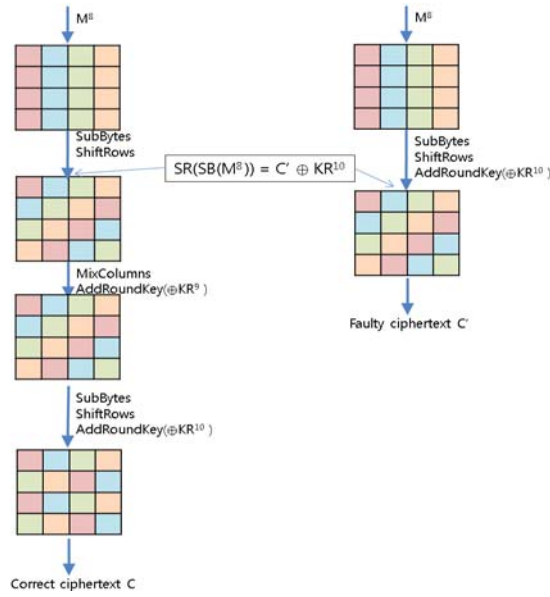 M⁸
SubBytes
ShiftRows
SR(SB(M⁸)) = C′ ⊕ KR¹⁰
MixColumns
AddRoundKey(⊕KR⁹ )
SubBytes
ShiftRows
AddRoundKey(⊕KR¹⁰ )
Correct ciphertext C
M⁸
SubBytes
ShiftRows
AddRoundKey(⊕KR¹⁰ )
Faulty ciphertext C′